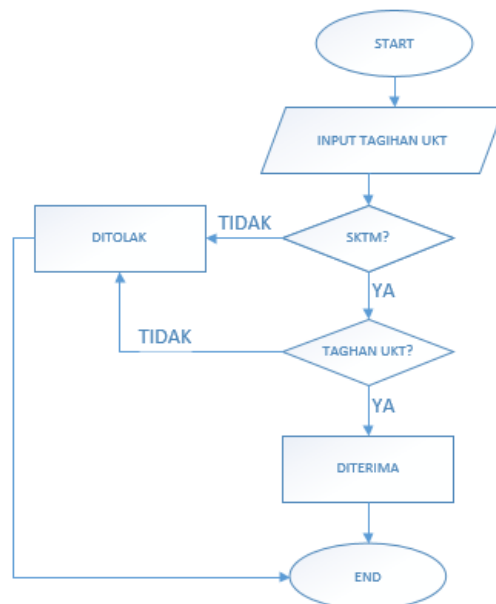 START
INPUT TAGIHAN UKT
DITOLAK
TIDAK
SKTM?
YA
TIDAK
TAGHAN UKT?
YA
DITERIMA
END